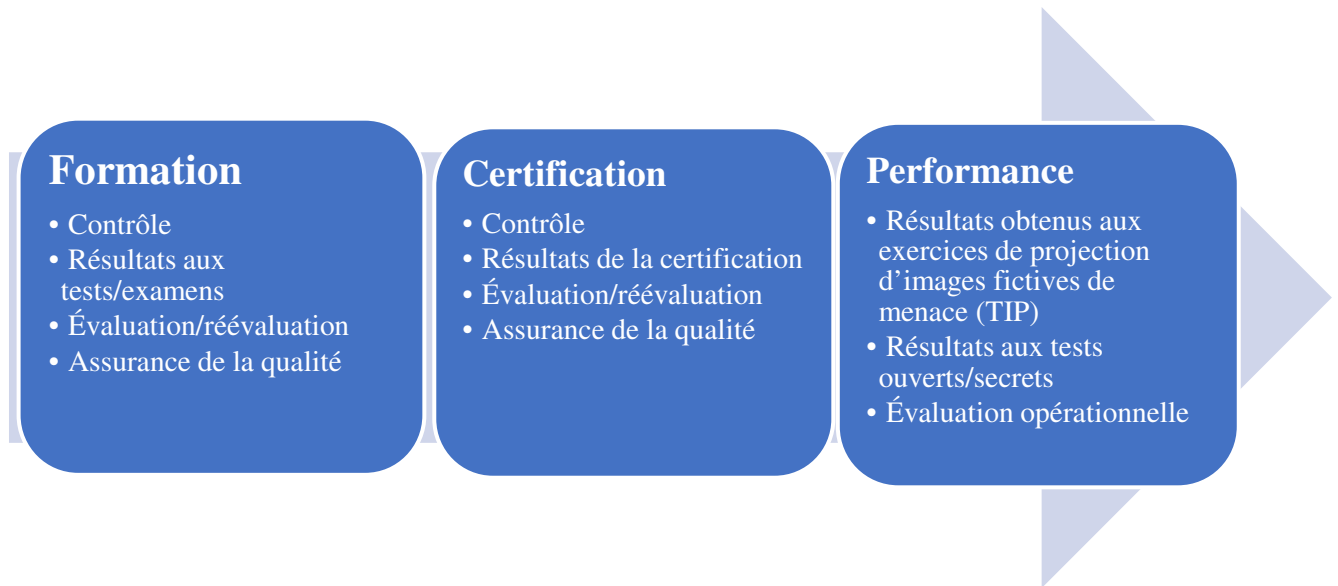 Formation
• Contrôle
• Résultats aux
tests/examens
• Évaluation/réévaluation
• Assurance de la qualité
Certification
• Contrôle
• Résultats de la certification
• Évaluation/réévaluation
• Assurance de la qualité
Performance
• Résultats obtenus aux
exercices de projection
d’images fictives de
menace (TIP)
• Résultats aux tests
ouverts/secrets
• Évaluation opérationnelle